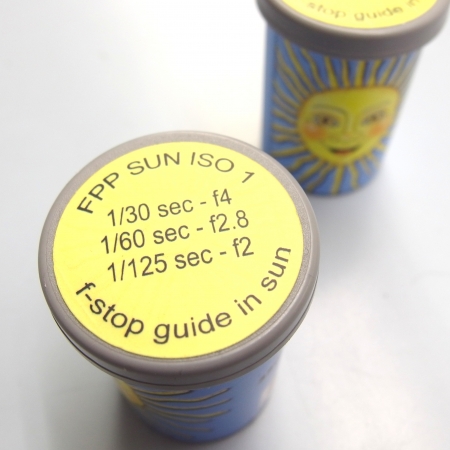 FPP SUN ISO 1
1/30 sec - f4
1/60 sec - f2.8
1/125 sec - f2
f-stop guide in sun
stop guide in